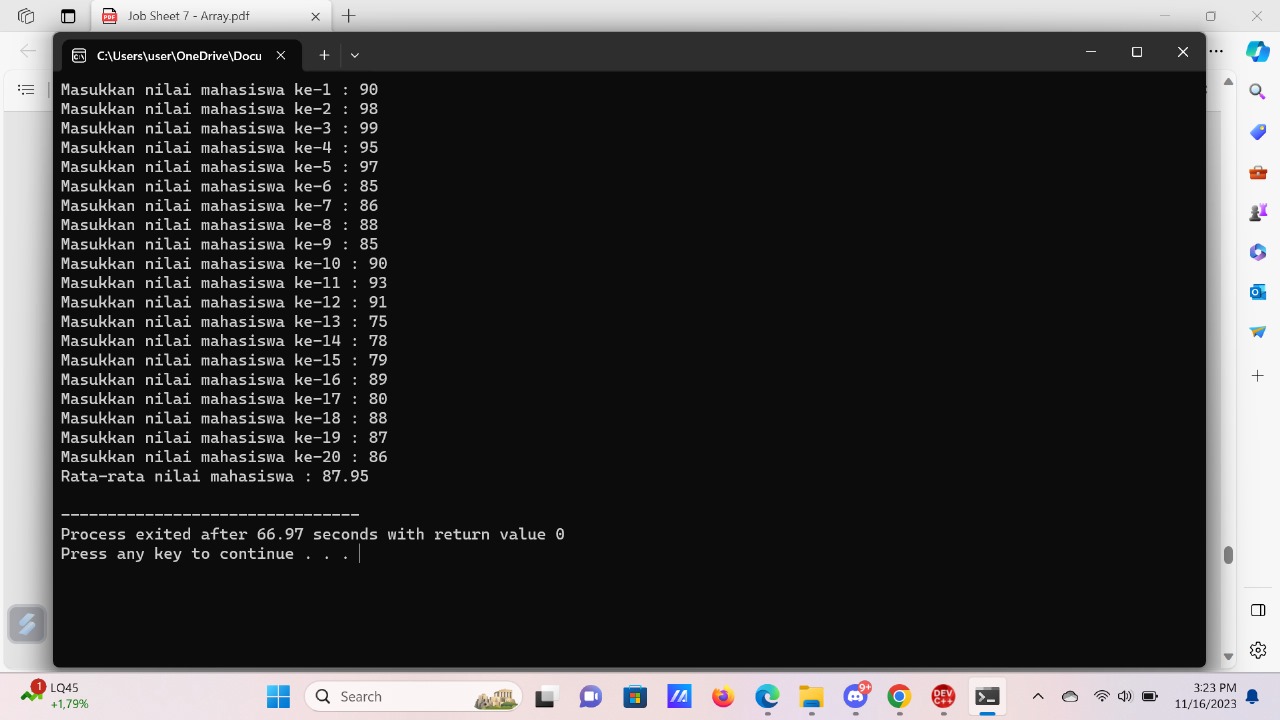 Job Sheet 7 - Array.pdf
C:\Users\user\OneDrive\Docu
Masukkan nilai mahasiswa ke-1 : 90
Masukkan nilai mahasiswa ke-2 : 98
Masukkan nilai mahasiswa ke-3 : 99
Masukkan nilai mahasiswa ke-4 : 95
Masukkan nilai mahasiswa ke-5 : 97
Masukkan nilai mahasiswa ke-6 : 85
Masukkan nilai mahasiswa ke-7 : 86
Masukkan nilai mahasiswa ke-8 : 88
Masukkan nilai mahasiswa ke-9 : 85
Masukkan nilai mahasiswa ke-10 : 90
Masukkan nilai mahasiswa ke-11 : 93
Masukkan nilai mahasiswa ke-12 : 91
Masukkan nilai mahasiswa ke-13 : 75
Masukkan nilai mahasiswa ke-14 : 78
Masukkan nilai mahasiswa ke-15 : 79
Masukkan nilai mahasiswa ke-16 : 89
Masukkan nilai mahasiswa ke-17 : 80
Masukkan nilai mahasiswa ke-18 : 88
Masukkan nilai mahasiswa ke-19 : 87
Masukkan nilai mahasiswa ke-20 : 86
Rata-rata nilai mahasiswa : 87.95
--------------------------------
Process exited after 66.97 seconds with return value 0
Press any key to continue . . .
1
LQ45
+1,79%
Search
9+
DEV
C++
3:23 PM
11/16/2023